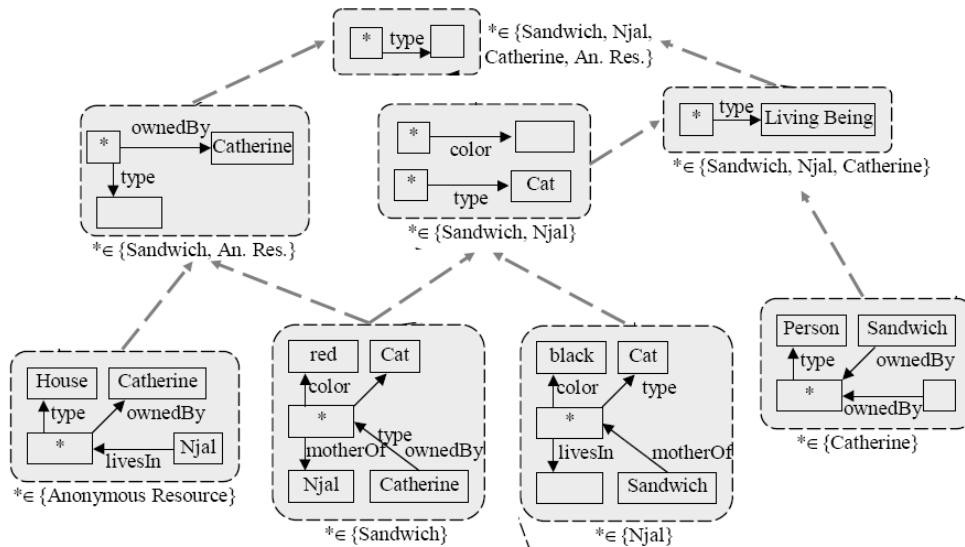 *
type
*∈{Sandwich, Njal,
Catherine, An. Res.}
*
ownedBy
Catherine
type
*∈{Sandwich, An. Res.}
*
color
*
type
Cat
*∈{Sandwich, Njal}
*
type
Living Being
*∈{Sandwich, Njal, Catherine}
House
Catherine
type
ownedBy
*
livesIn
Njal
*∈{Anonymous Resource}
red
Cat
color
*
type
motherOf
ownedBy
Njal
Catherine
*∈{Sandwich}
black
Cat
color
type
*
livesIn
motherOf
Sandwich
*∈{Njal}
Person
Sandwich
type
ownedBy
*
ownedBy
*∈{Catherine}